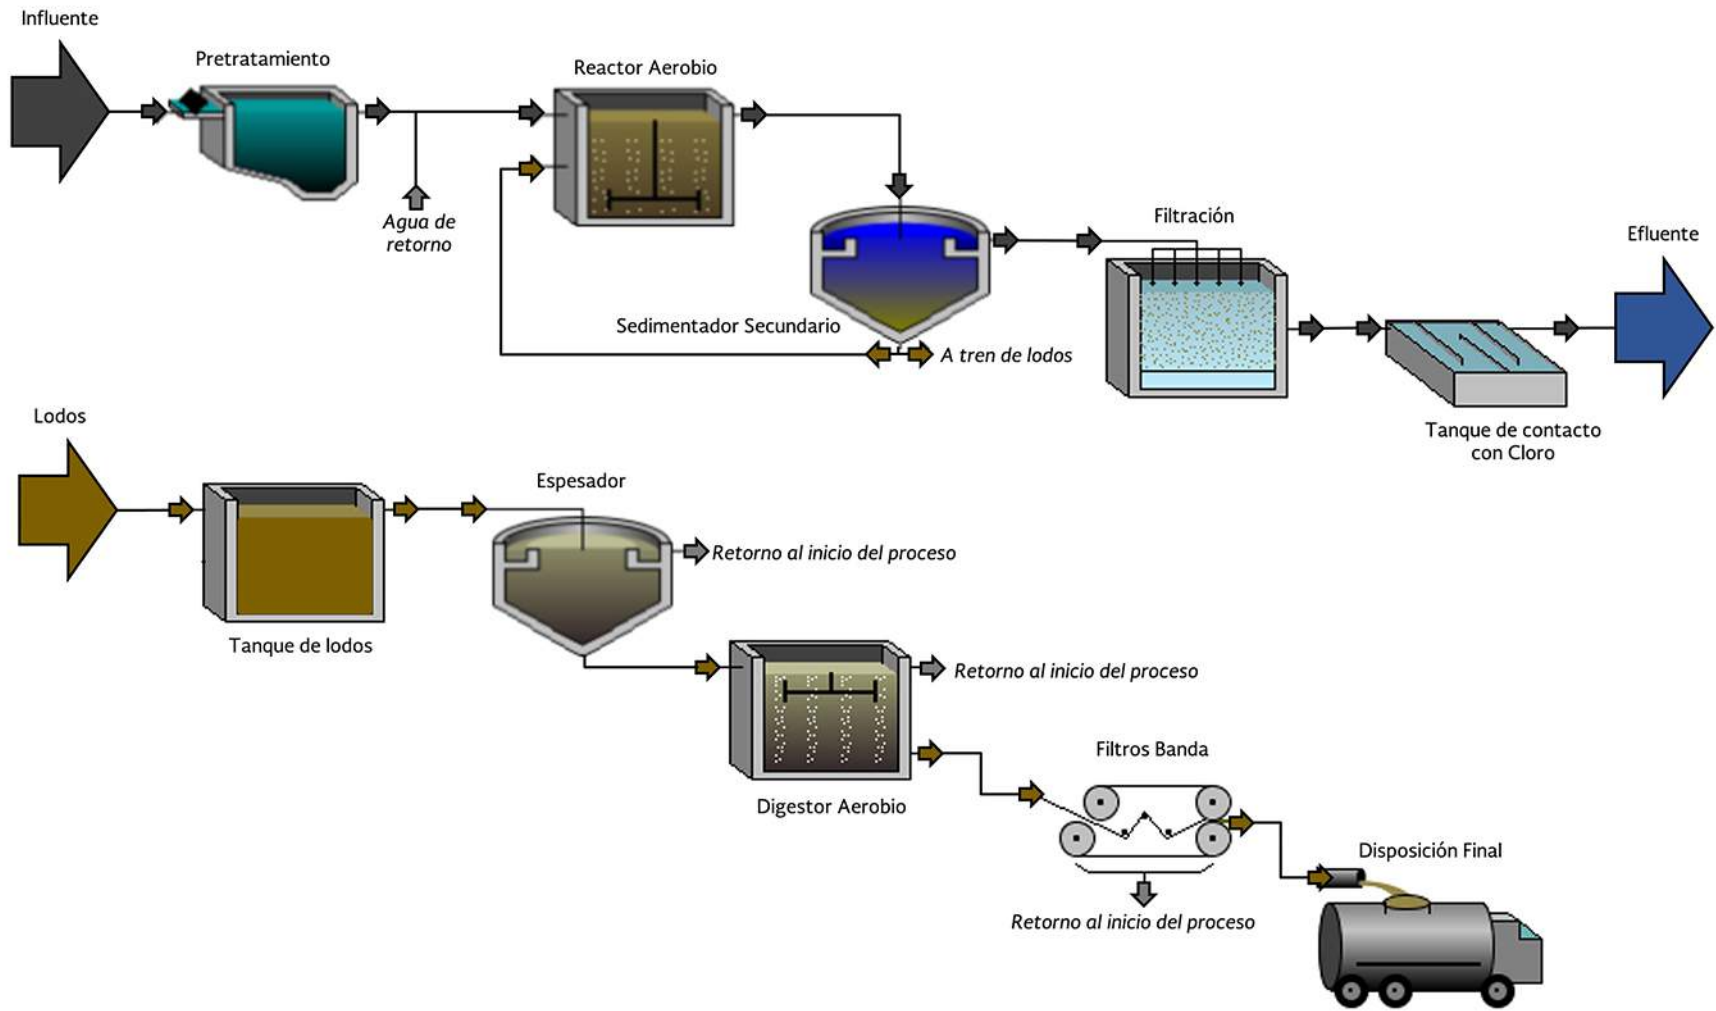 Influente
Pretratamiento
Reactor Aerobio
Agua de
retorno
Filtración
Efluente
Sedimentador Secundario
A tren de lodos
Tanque de contacto
con Cloro
Lodos
Espesador
Retorno al inicio del proceso
Tanque de lodos
Retorno al inicio del proceso
Digestor Aerobio
Filtros Banda
Retorno al inicio del proceso
Disposición Final